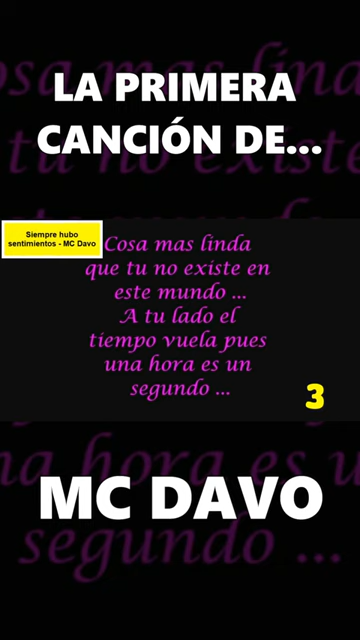 LA PRIMERA
CANCIÓN DE...
Siempre hubo
sentimientos - MC Davo
Cosa mas linda
que tu no existe en
este mundo ...
A tu lado el
tiempo vuela pues
una hora es un
segundo ...
3
MC DAVO